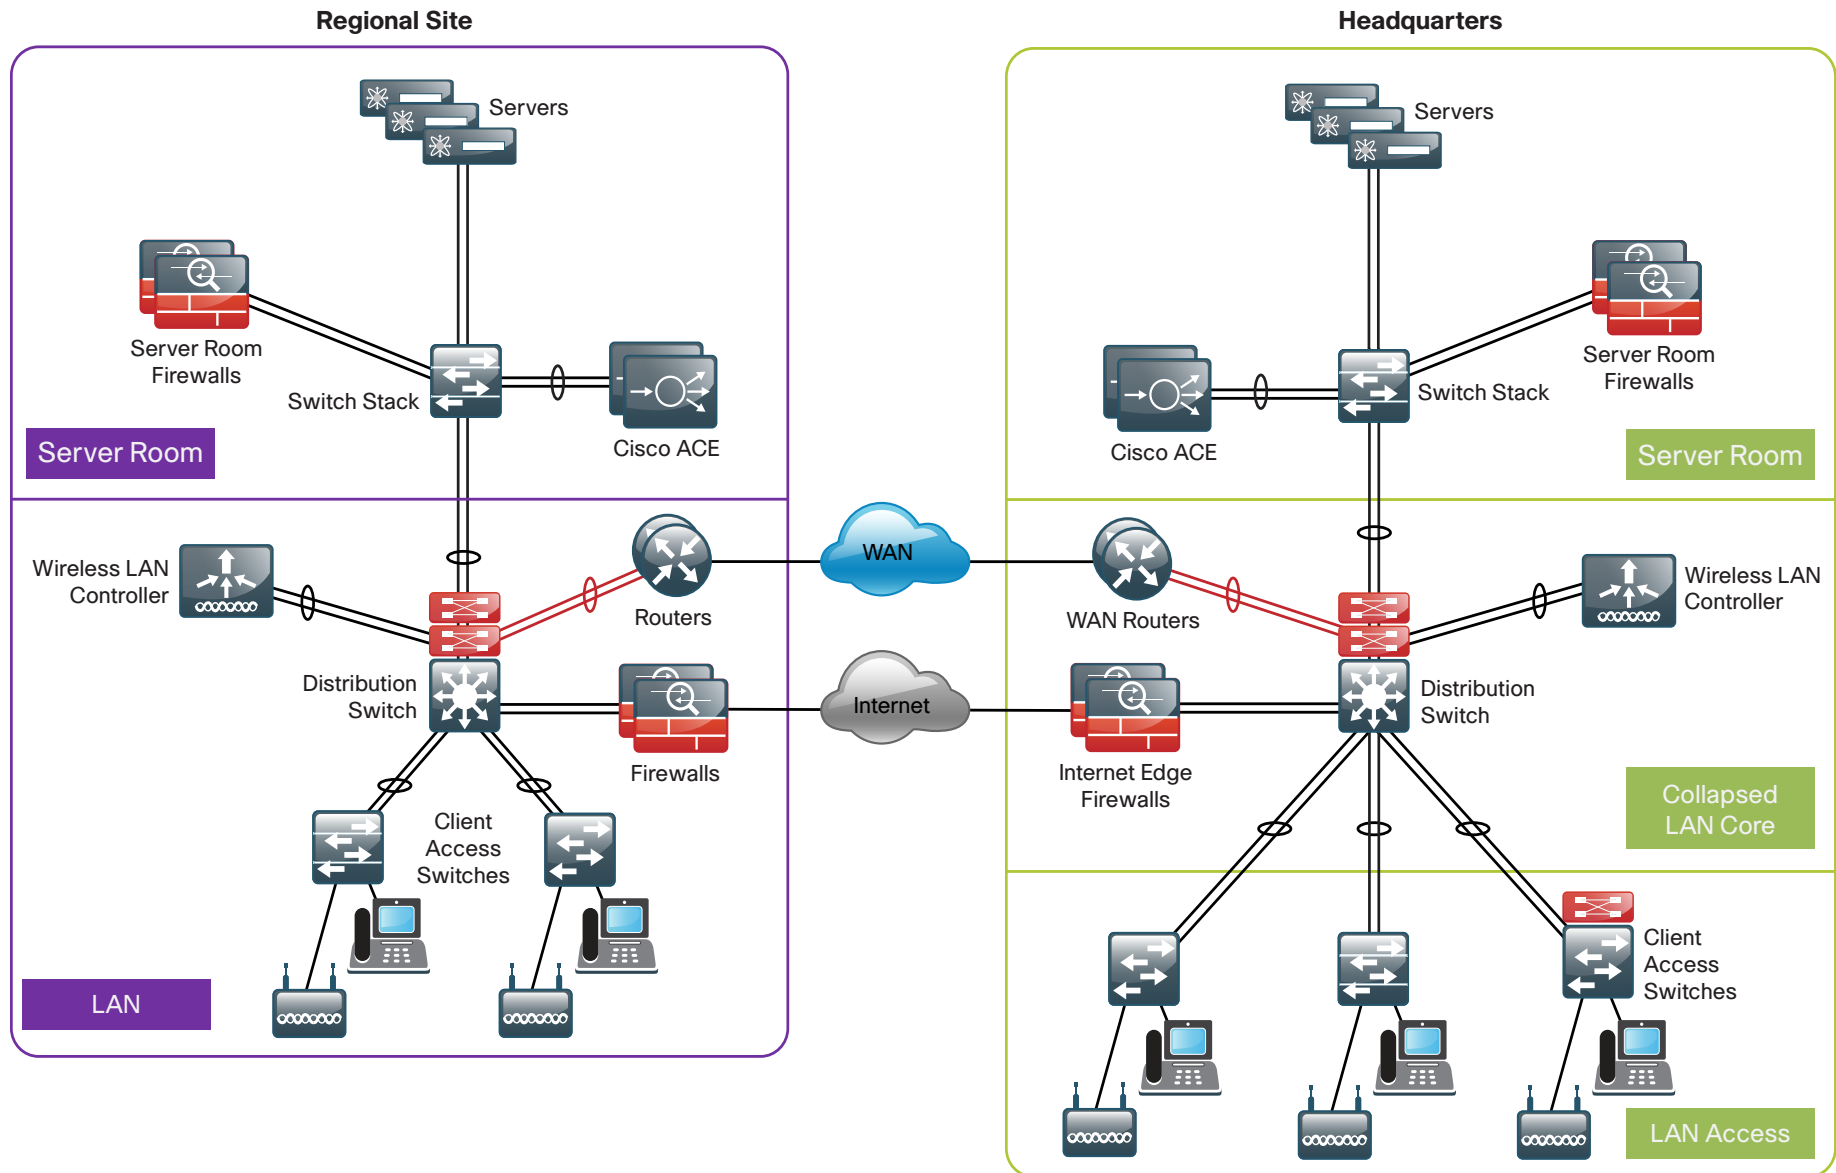 Regional Site
Servers
Server Room
Firewalls
Switch Stack
Cisco ACE
Server Room
Wireless LAN
Controller
Routers
Distribution
Switch
Firewalls
Client
Access
Switches
LAN
WAN
Internet
Headquarters
Servers
Server Room
Firewalls
Switch Stack
Cisco ACE
Server Room
WAN Routers
Wireless LAN
Controller
Distribution
Switch
Internet Edge
Firewalls
Collapsed
LAN Core
Client
Access
Switches
LAN Access